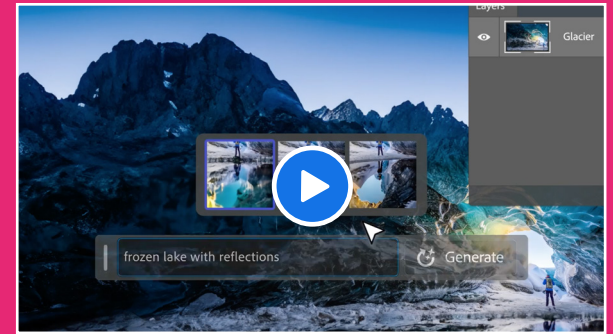 Layers
Glacier
frozen lake with reflections
Generate